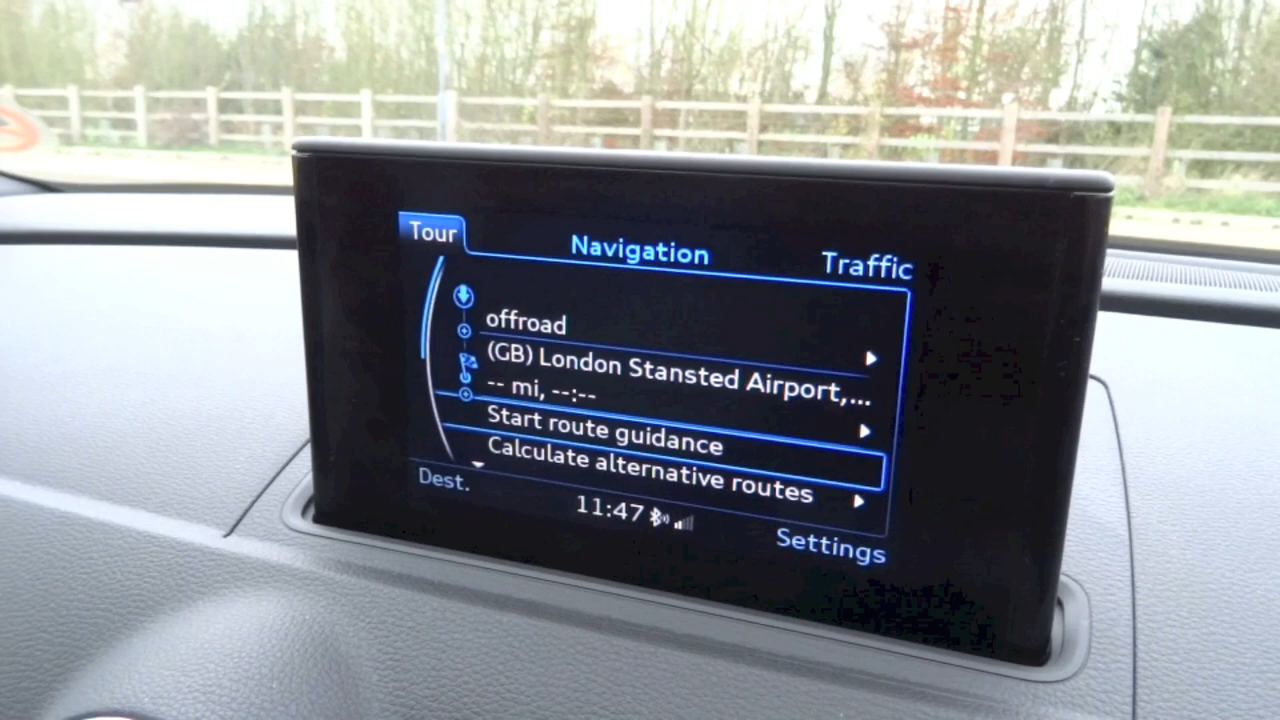 Tour
Navigation
Traffic
offroad
(GB) London Stansted Airport,...
-- mi, --:--
Start route guidance
Calculate alternative routes
Dest.
11:47
Settings